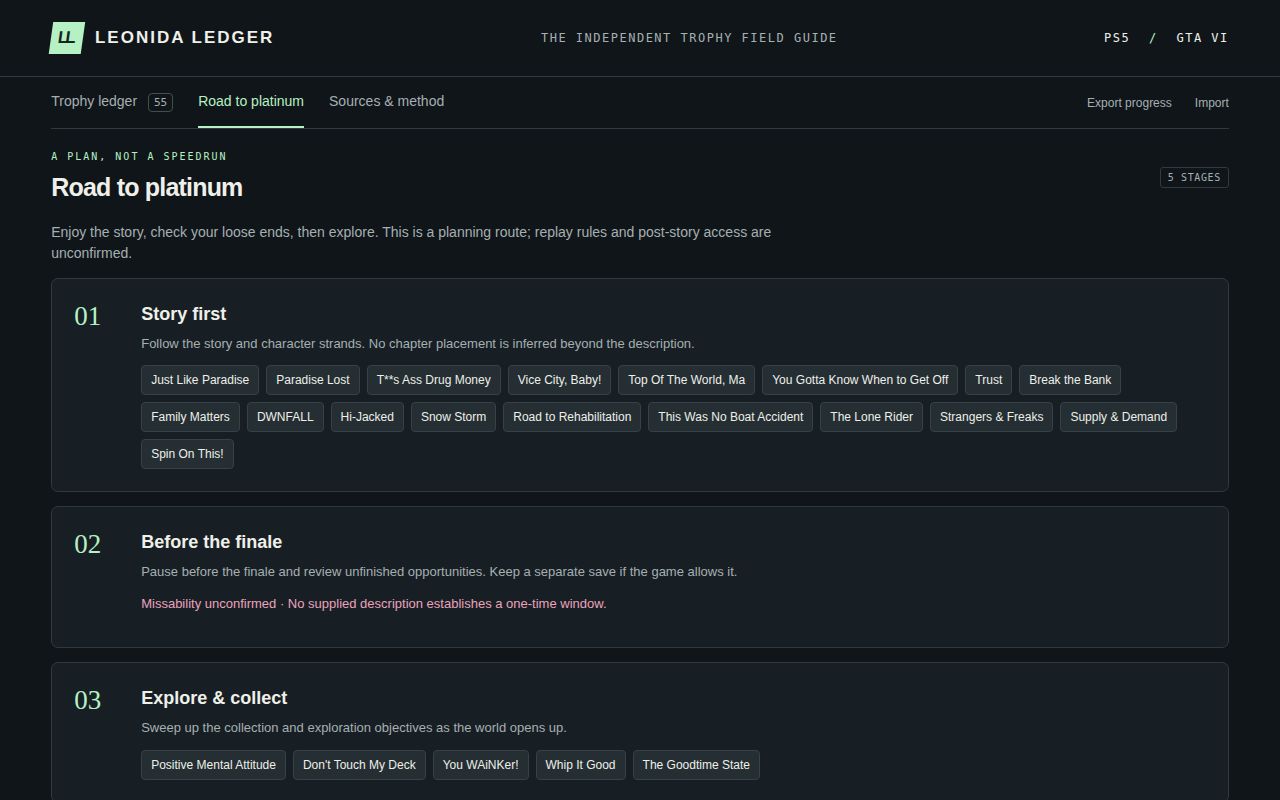 LL LEONIDA LEDGER
THE INDEPENDENT TROPHY FIELD GUIDE
PS5 / GTA VI
Trophy ledger 55
Road to platinum
Sources & method
Export progress
Import
A PLAN, NOT A SPEEDRUN
Road to platinum
5 STAGES
Enjoy the story, check your loose ends, then explore. This is a planning route; replay rules and post-story access are
unconfirmed.
01
Story first
Follow the story and character strands. No chapter placement is inferred beyond the description.
Just Like Paradise Paradise Lost T**s Ass Drug Money Vice City, Baby! Top Of The World, Ma You Gotta Know When to Get Off Trust Break the Bank
Family Matters DWNFALL Hi-Jacked Snow Storm Road to Rehabilitation This Was No Boat Accident The Lone Rider Strangers & Freaks Supply & Demand
Spin On This!
02
Before the finale
Pause before the finale and review unfinished opportunities. Keep a separate save if the game allows it.
Missability unconfirmed · No supplied description establishes a one-time window.
03
Explore & collect
Sweep up the collection and exploration objectives as the world opens up.
Positive Mental Attitude Don't Touch My Deck You WAiNKer! Whip It Good The Goodtime State